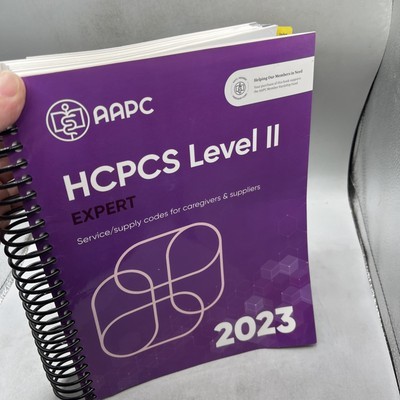 AAPC
Helping Our Members in Need
HCPCS Level II
EXPERT
Service/supply codes for caregivers & suppliers
2023